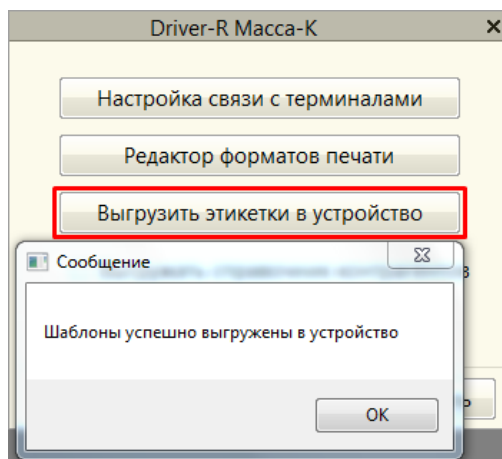 Driver-R Масса-К
Настройка связи с терминалами
Редактор форматов печати
Выгрузить этикетки в устройство
Сообщение
Шаблоны успешно выгружены в устройство
OK